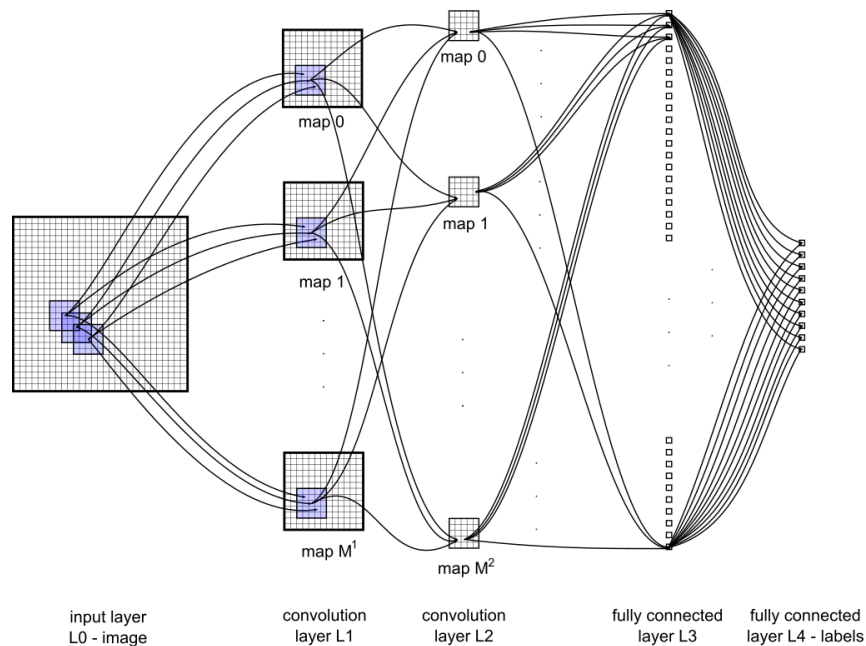 map 0
map 0
map 1
map 1
map M¹
map M²
input layer
L0 - image
convolution
layer L1
convolution
layer L2
fully connected
layer L3
fully connected
layer L4 - labels